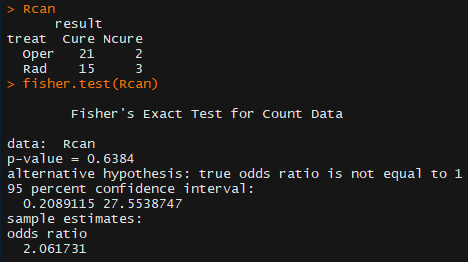 > Rcan
result
treat Cure Ncure
Oper 21 2
Rad 15 3
> fisher.test(Rcan)
Fisher's Exact Test for Count Data
data: Rcan
p-value = 0.6384
alternative hypothesis: true odds ratio is not equal to 1
95 percent confidence interval:
0.2089115 27.5538747
sample estimates:
odds ratio
2.061731